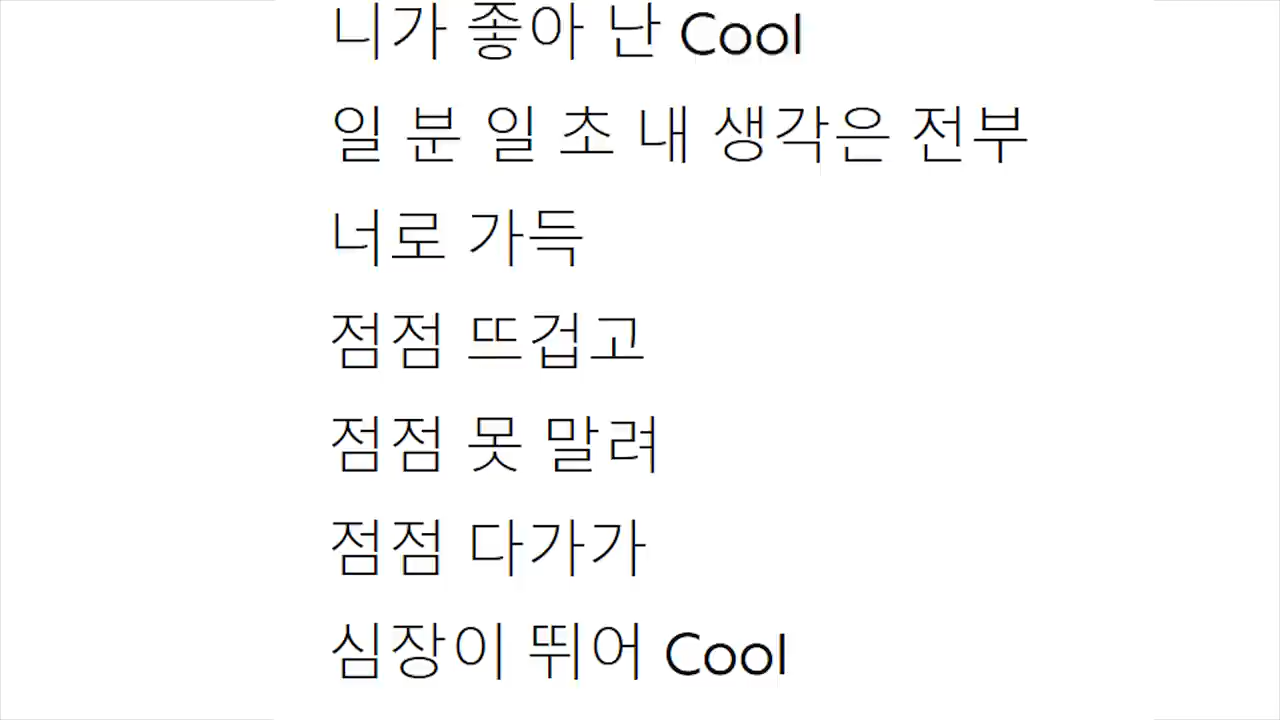 니가 좋아 난 Cool
일 분 일 초 내 생각은 전부
너로 가득
점점 뜨겁고
점점 못 말려
점점 다가가
심장이 뛰어 Cool